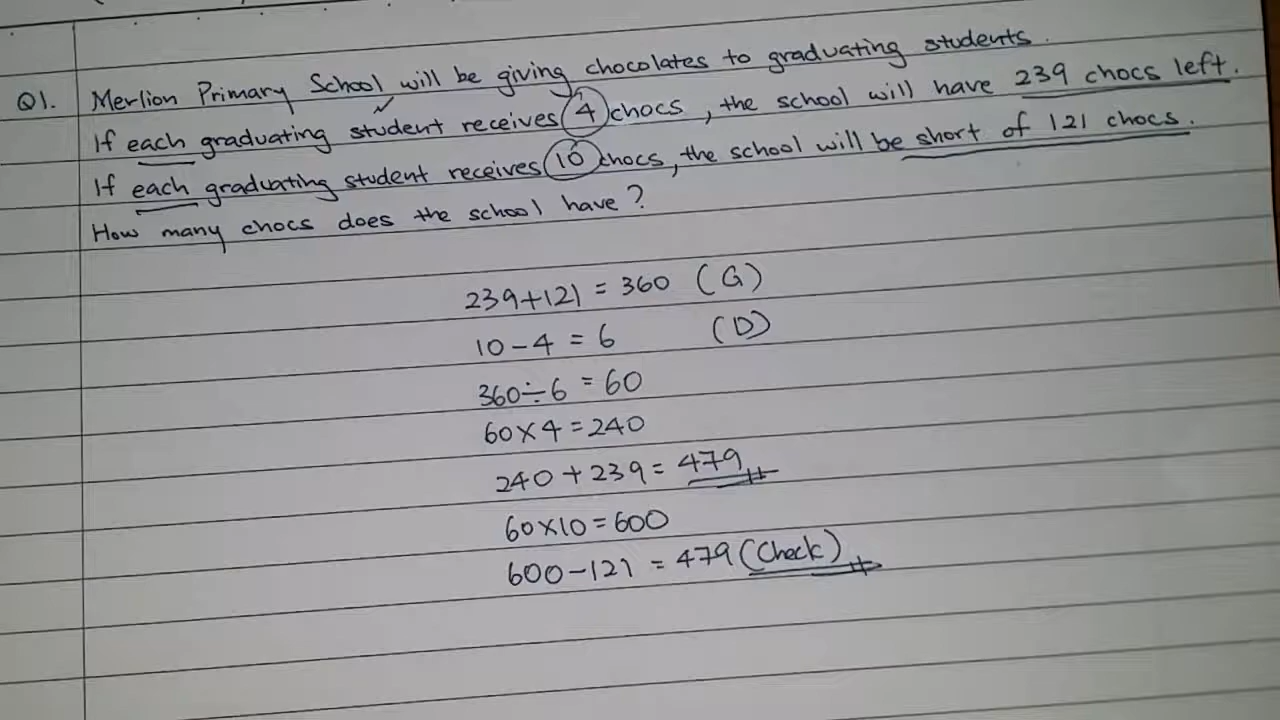 Q1. Merlion Primary School will be giving chocolates to graduating students.
If each graduating student receives 4 chocs, the school will have 239 chocs left.
If each graduating student receives 10 chocs, the school will be short of 121 chocs.
How many chocs does the school have?
239+121 = 360 (G)
10-4 = 6 (D)
360÷6 = 60
60×4 = 240
240 + 239 = 479
60×10 = 600
600-121 = 479 (Check)